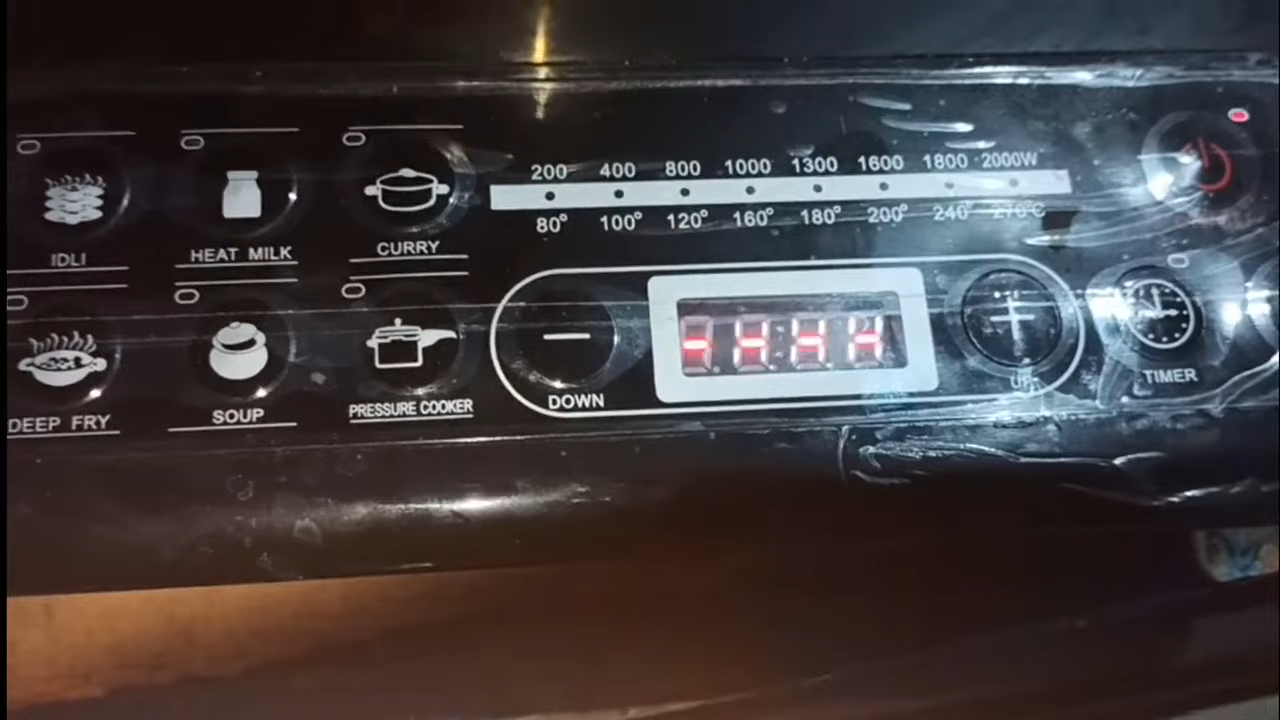 200 400 800 1000 1300 1600 1800 2000W
80° 100° 120° 160° 180° 200° 240° 270°C
IDLI
HEAT MILK
CURRY
DEEP FRY
SOUP
PRESSURE COOKER
DOWN
UP
TIMER